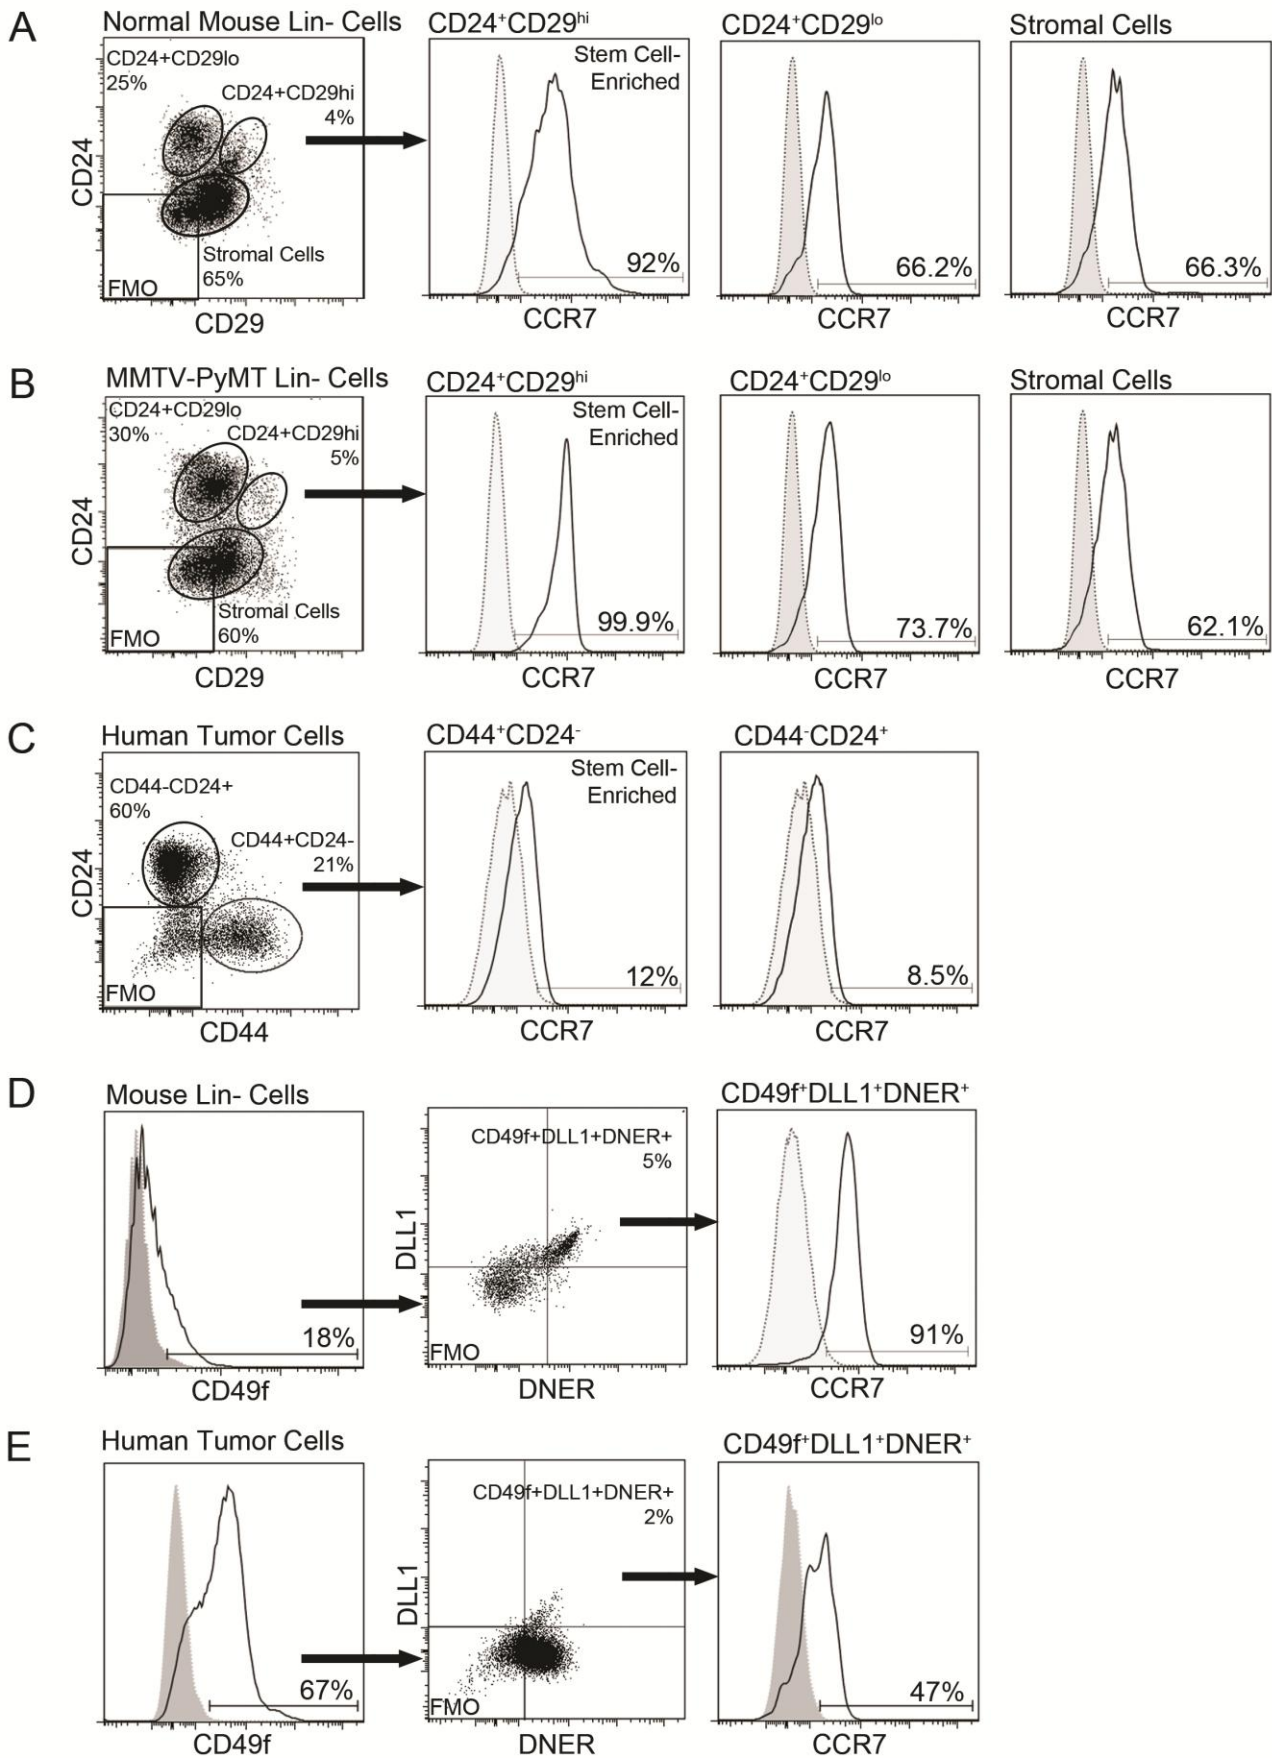 A
Normal Mouse Lin- Cells
CD24+CD29lo
25%
CD24+CD29hi
4%
Stromal Cells
65%
FMO
CD24
CD29
CD24⁺CD29ʰⁱ
Stem Cell-
Enriched
92%
CCR7
CD24⁺CD29ˡᵒ
66.2%
CCR7
Stromal Cells
66.3%
CCR7
B
MMTV-PyMT Lin- Cells
CD24+CD29lo
30%
CD24+CD29hi
5%
Stromal Cells
60%
FMO
CD24
CD29
CD24⁺CD29ʰⁱ
Stem Cell-
Enriched
99.9%
CCR7
CD24⁺CD29ˡᵒ
73.7%
CCR7
Stromal Cells
62.1%
CCR7
C
Human Tumor Cells
CD44-CD24+
60%
CD44+CD24-
21%
FMO
CD24
CD44
CD44⁺CD24⁻
Stem Cell-
Enriched
12%
CCR7
CD44⁻CD24⁺
8.5%
CCR7
D
Mouse Lin- Cells
18%
CD49f
CD49f+DLL1+DNER+
5%
DLL1
FMO
DNER
CD49f⁺DLL1⁺DNER⁺
91%
CCR7
E
Human Tumor Cells
67%
CD49f
CD49f+DLL1+DNER+
2%
DLL1
FMO
DNER
CD49f⁺DLL1⁺DNER⁺
47%
CCR7